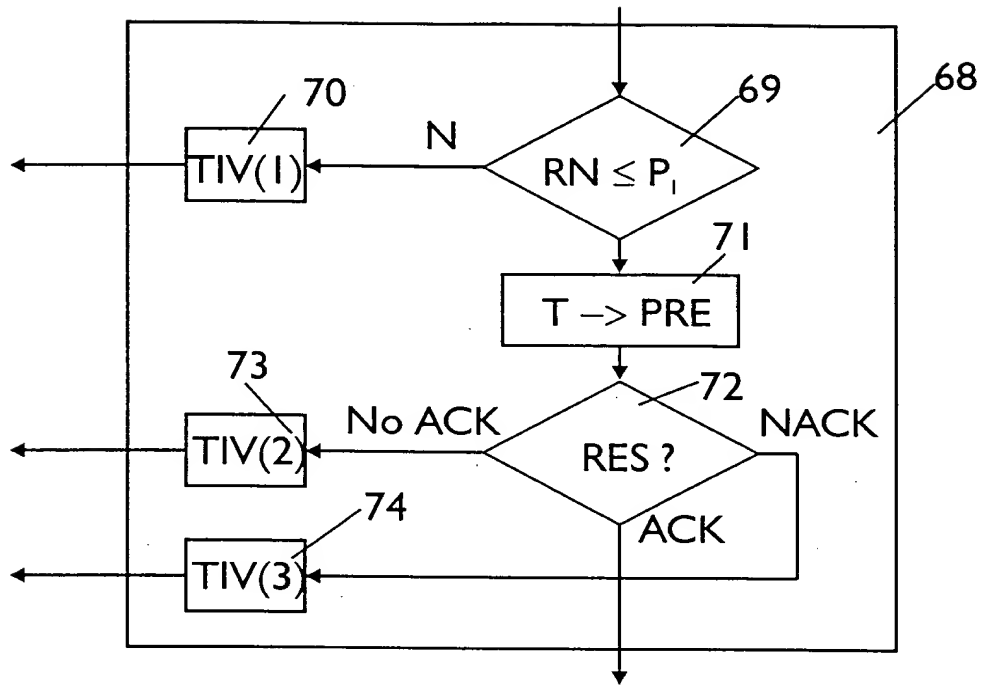 70
69
68
N
TIV(1)
RN ≤ P₁
71
T -> PRE
73
72
No ACK
NACK
TIV(2)
RES ?
74
ACK
TIV(3)